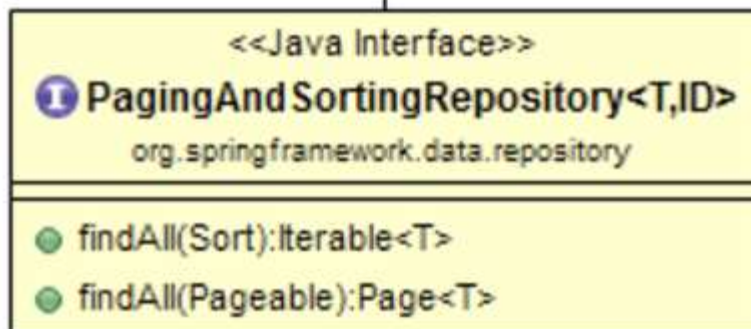 <<Java Interface>>
I PagingAndSortingRepository<T,ID>
org.springframework.data.repository
findAll(Sort):Iterable<T>
findAll(Pageable):Page<T>